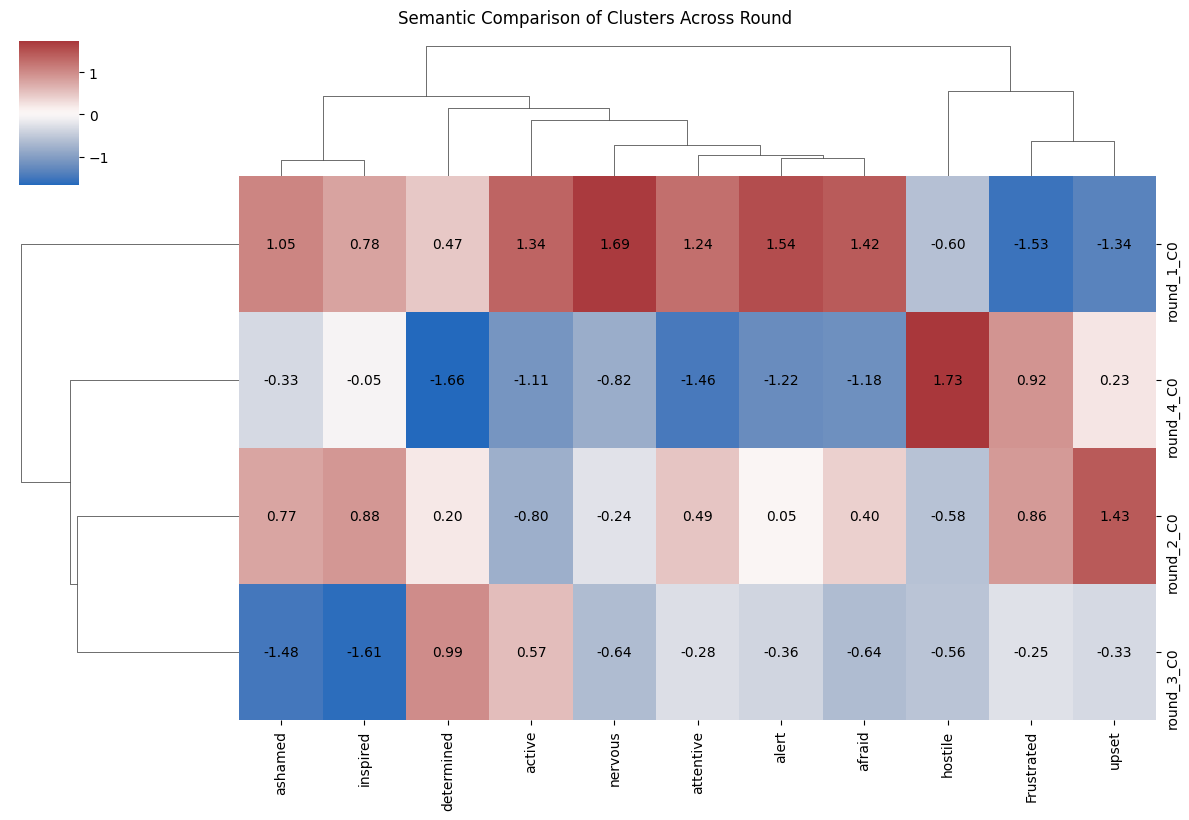 Semantic Comparison of Clusters Across Round
1
0
−1
1.05 0.78 0.47 1.34 1.69 1.24 1.54 1.42 -0.60 -1.53 -1.34
round_1_C0
-0.33 -0.05 -1.66 -1.11 -0.82 -1.46 -1.22 -1.18 1.73 0.92 0.23
round_4_C0
0.77 0.88 0.20 -0.80 -0.24 0.49 0.05 0.40 -0.58 0.86 1.43
round_2_C0
-1.48 -1.61 0.99 0.57 -0.64 -0.28 -0.36 -0.64 -0.56 -0.25 -0.33
round_3_C0
ashamed
inspired
determined
active
nervous
attentive
alert
afraid
hostile
Frustrated
upset